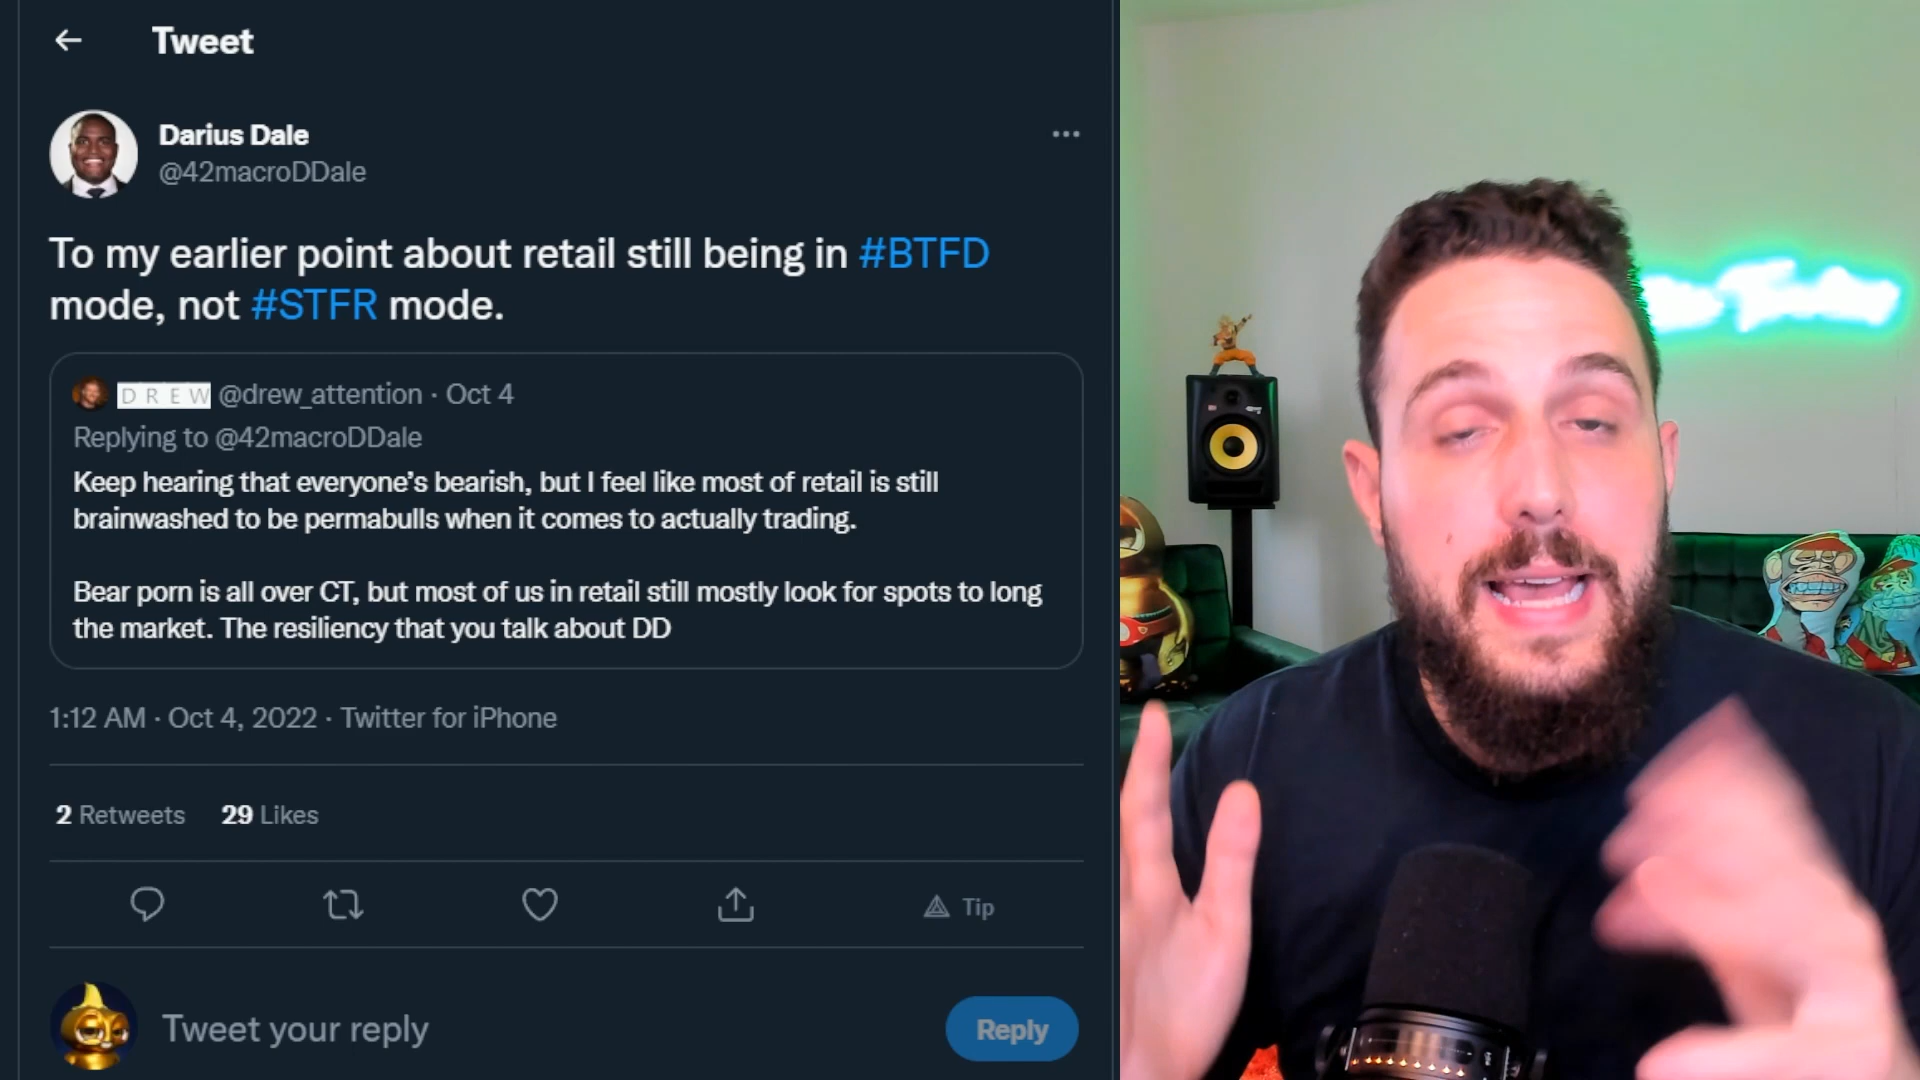 Tweet
Darius Dale
@42macroDDale
To my earlier point about retail still being in #BTFD
mode, not #STFR mode.
D R E W @drew_attention · Oct 4
Replying to @42macroDDale
Keep hearing that everyone's bearish, but I feel like most of retail is still
brainwashed to be permabulls when it comes to actually trading.
Bear porn is all over CT, but most of us in retail still mostly look for spots to long
the market. The resiliency that you talk about DD
1:12 AM · Oct 4, 2022 · Twitter for iPhone
2 Retweets 29 Likes
Tip
Tweet your reply
Reply